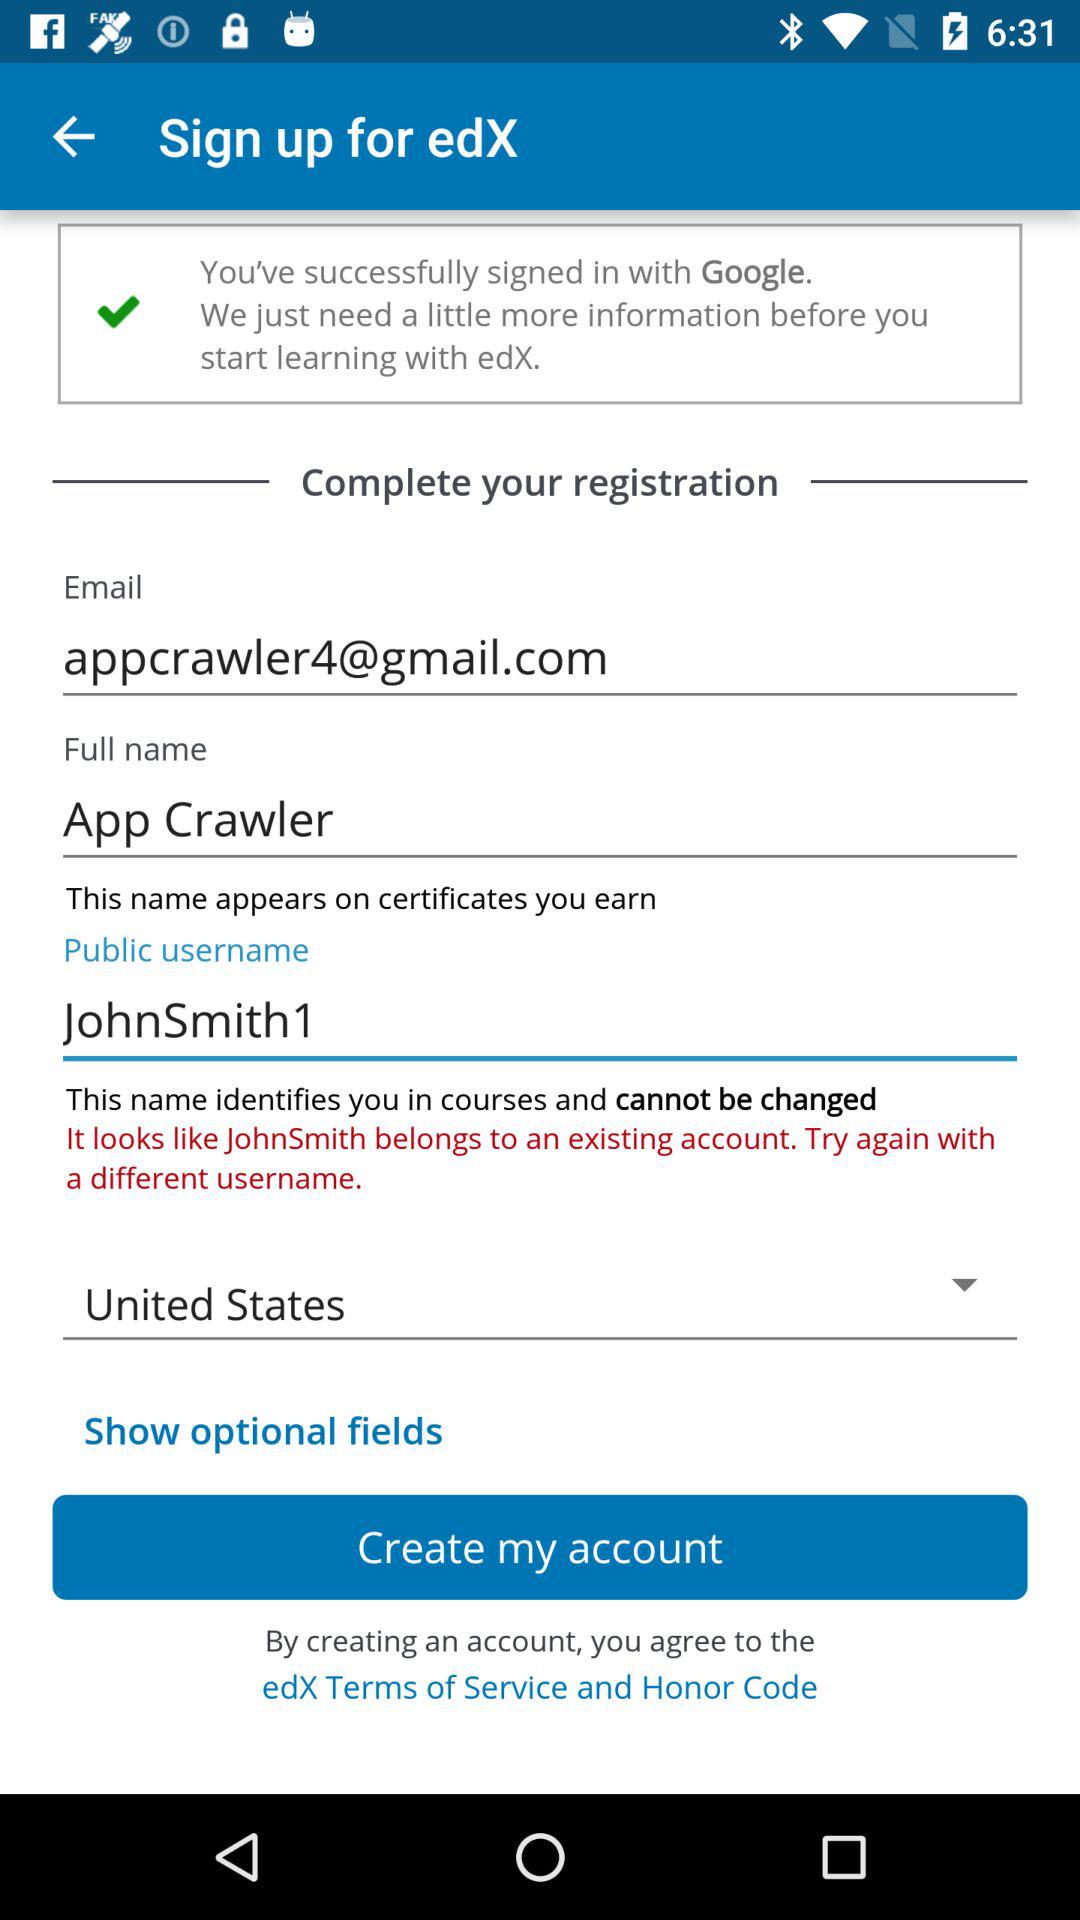 FAKE
6:31
Sign up for edX
You’ve successfully signed in with Google.
We just need a little more information before you
start learning with edX.
Complete your registration
Email
appcrawler4@gmail.com
Full name
App Crawler
This name appears on certificates you earn
Public username
JohnSmith1
This name identifies you in courses and cannot be changed
It looks like JohnSmith belongs to an existing account. Try again with
a different username.
United States
Show optional fields
Create my account
By creating an account, you agree to the
edX Terms of Service and Honor Code